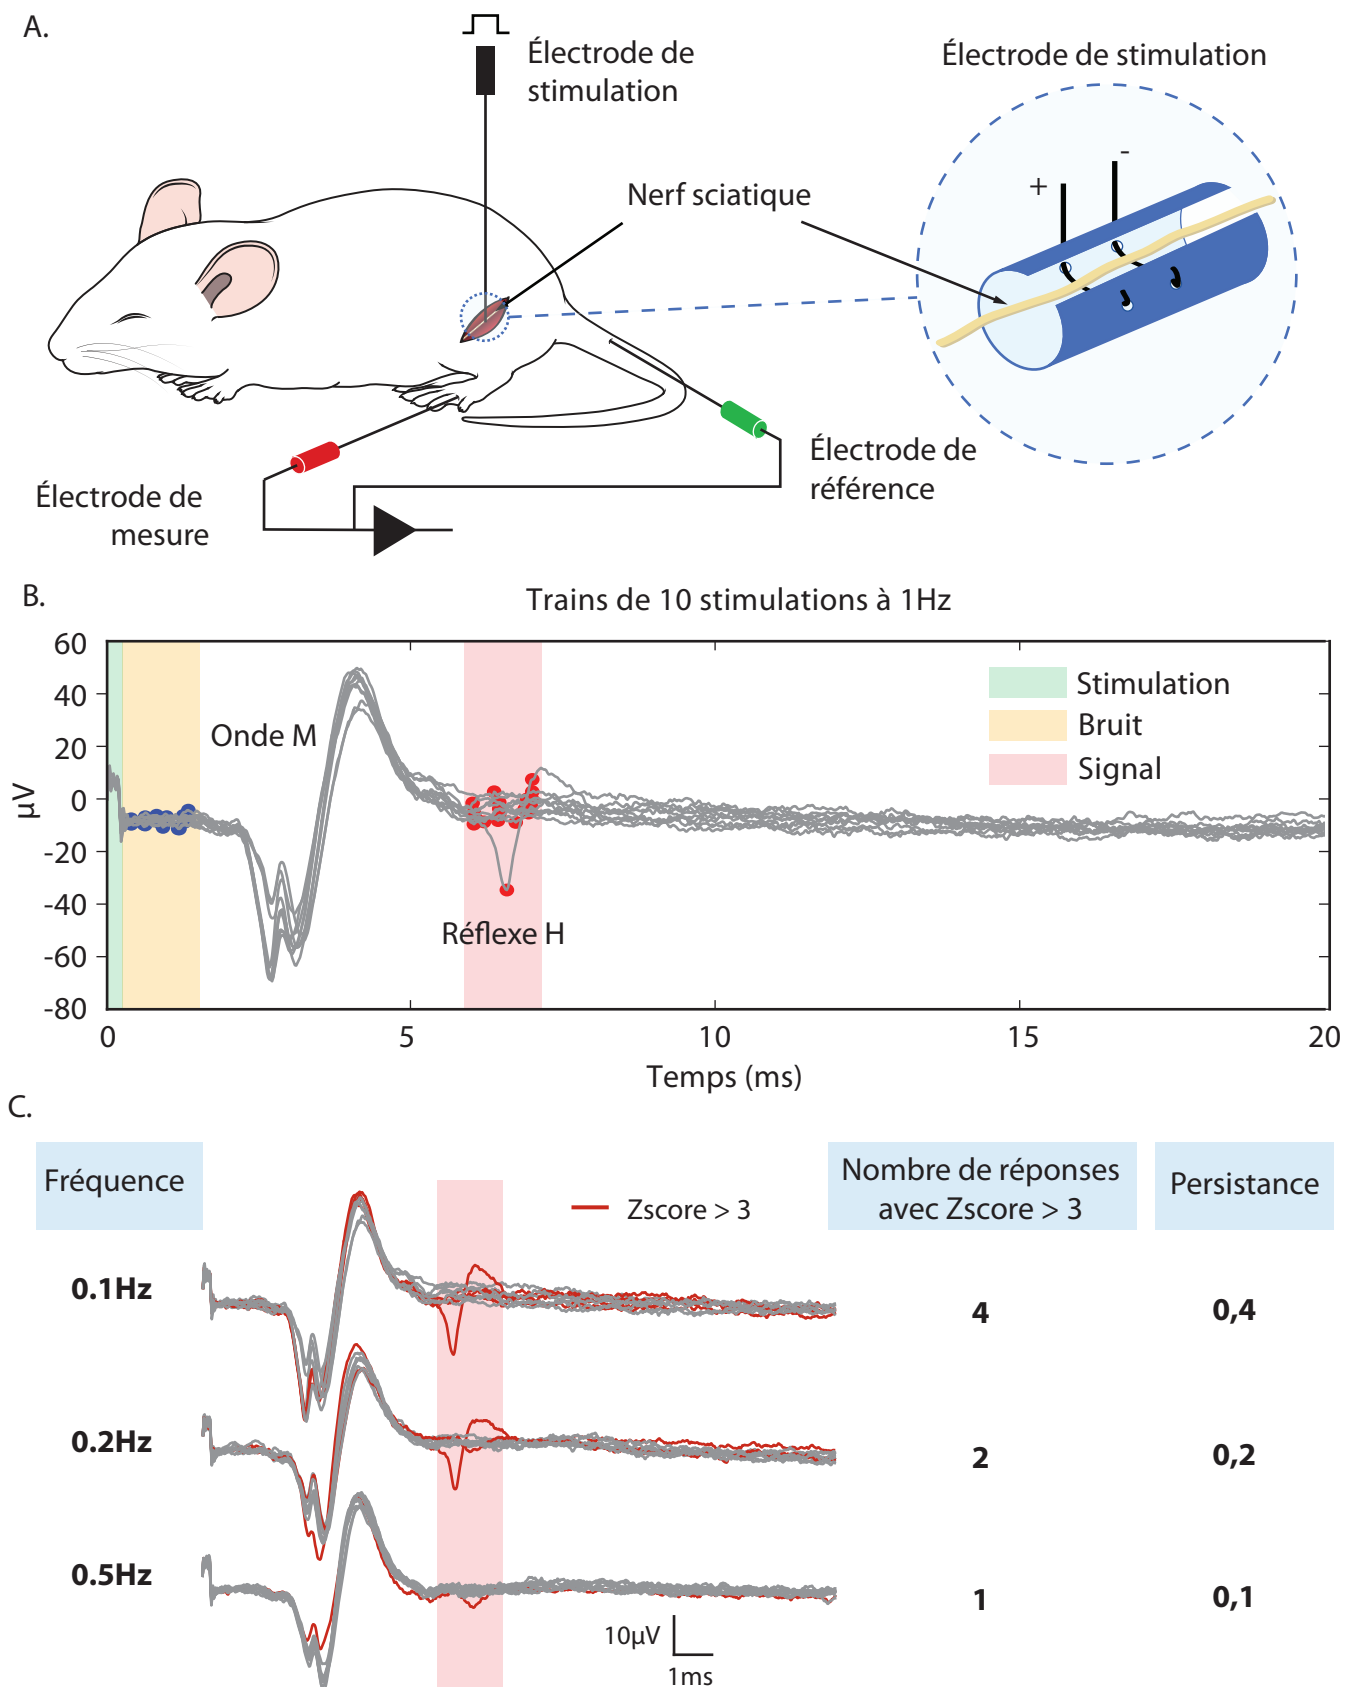 A.
Électrode de
stimulation
Électrode de stimulation
+
-
Nerf sciatique
Électrode de
mesure
Électrode de
référence
B.
Trains de 10 stimulations à 1Hz
60
40
20
0
-20
-40
-60
-80
µV
Onde M
Réflexe H
Stimulation
Bruit
Signal
0
5
10
15
20
Temps (ms)
C.
Fréquence
Zscore > 3
Nombre de réponses
avec Zscore > 3
Persistance
0.1Hz
4
0,4
0.2Hz
2
0,2
0.5Hz
1
0,1
10µV
1ms